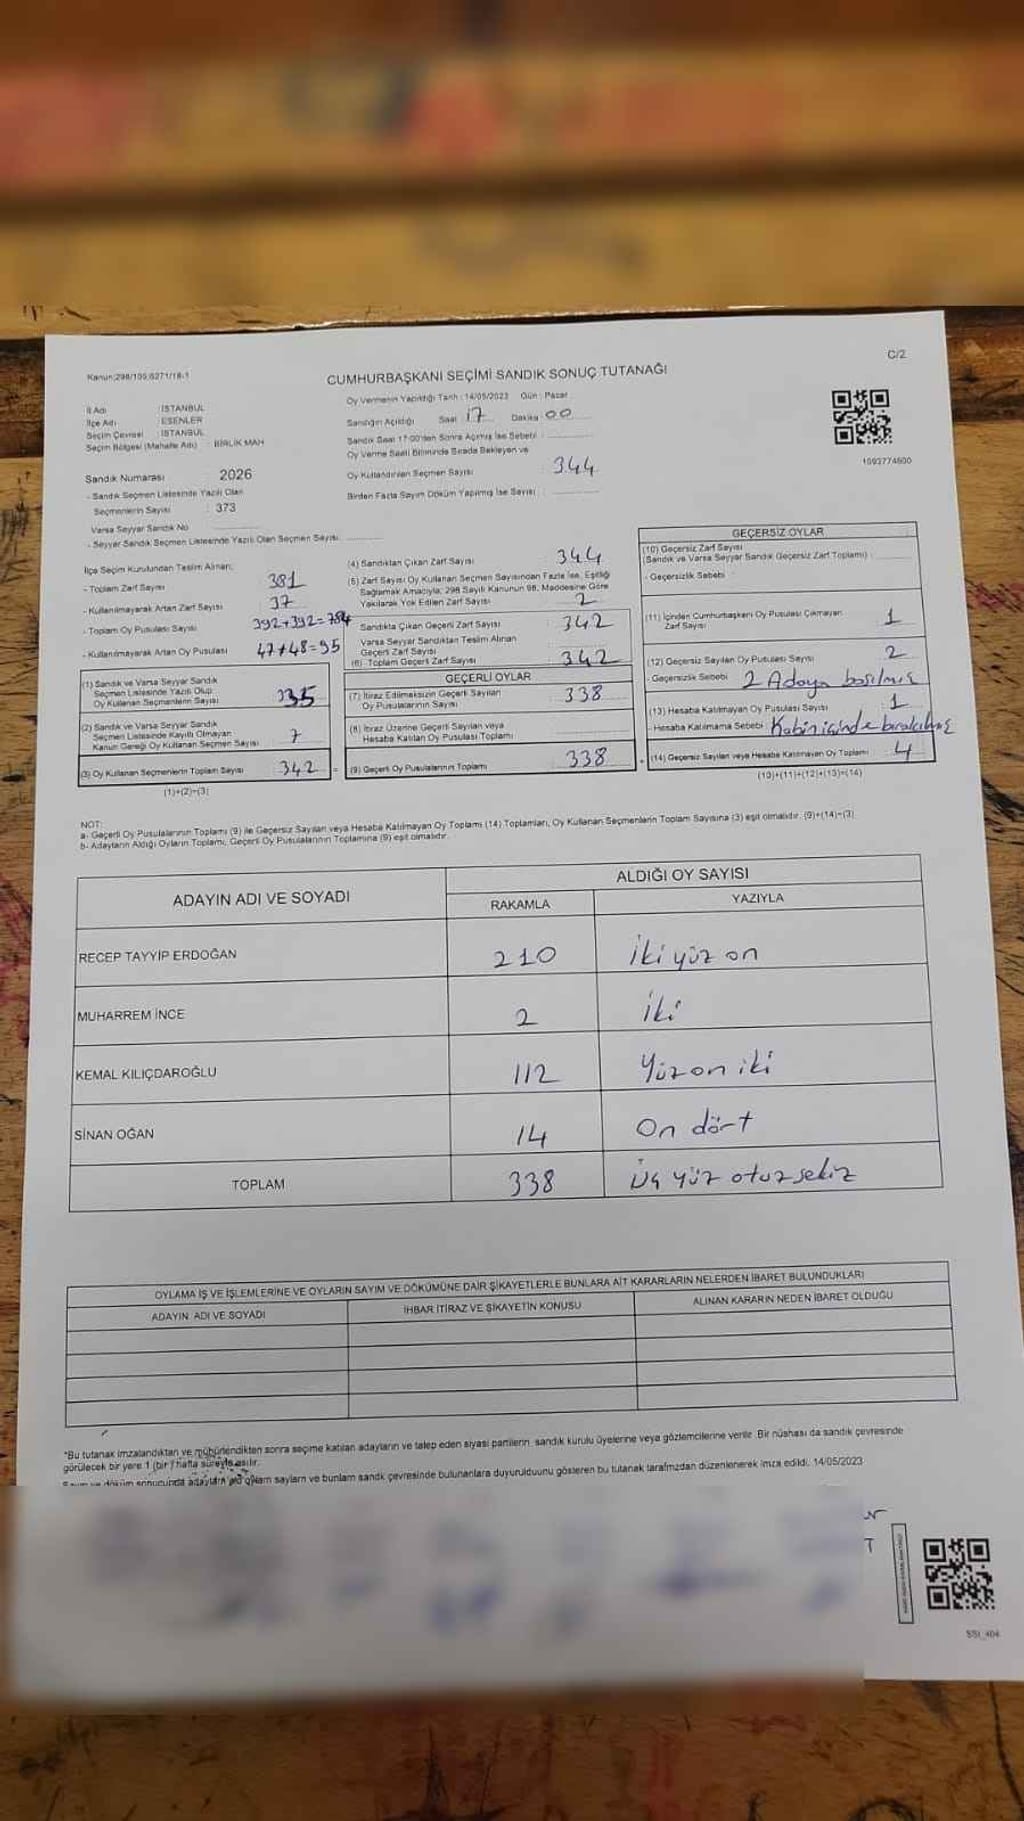 C/2
Kanun:298/105;6271/18-1
CUMHURBAŞKANI SEÇİMİ SANDIK SONUÇ TUTANAĞI
1093774600
İl Adı : İSTANBUL
İlçe Adı : ESENLER
Seçim Çevresi : İSTANBUL
Seçim Bölgesi (Mahalle Adı) : BİRLİK MAH
Sandık Numarası 2026
- Sandık Seçmen Listesinde Yazılı Olan
Seçmenlerin Sayısı : 373
Varsa Seyyar Sandık No
- Seyyar Sandık Seçmen Listesinde Yazılı Olan Seçmen Sayısı:
Oy Vermenin Yapıldığı Tarih : 14/05/2023 Gün : Pazar
Sandığın Açıldığı Saat 17 Dakika 00
Sandık Saat 17:00'den Sonra Açılmış İse Sebebi :
Oy Verme Saati Bitiminde Sırada Bekleyen ve
Oy Kullandırılan Seçmen Sayısı : 344
Birden Fazla Sayım Döküm Yapılmış İse Sayısı :
İlçe Seçim Kurulundan Teslim Alınan:
- Toplam Zarf Sayısı 381
- Kullanılmayarak Artan Zarf Sayısı 37
- Toplam Oy Pusulası Sayısı 392+392=784
- Kullanılmayarak Artan Oy Pusulası 47+48=95
(1) Sandık ve Varsa Seyyar Sandık
Seçmen Listesinde Yazılı Olup
Oy Kullanan Seçmenlerin Sayısı 335
(2) Sandık ve Varsa Seyyar Sandık
Seçmen Listesinde Kayıtlı Olmayan
Kanun Gereği Oy Kullanan Seçmen Sayısı 7
(3) Oy Kullanan Seçmenlerin Toplam Sayısı 342
(1)+(2)=(3)
(4) Sandıktan Çıkan Zarf Sayısı 344
(5) Zarf Sayısı Oy Kullanan Seçmen Sayısından Fazla İse, Eşitliği
Sağlamak Amacıyla; 298 Sayılı Kanunun 98. Maddesine Göre
Yakılarak Yok Edilen Zarf Sayısı 2
Sandıkta Çıkan Geçerli Zarf Sayısı 342
Varsa Seyyar Sandıktan Teslim Alınan
Geçerli Zarf Sayısı
(6) Toplam Geçerli Zarf Sayısı 342
GEÇERLİ OYLAR
(7) İtiraz Edilmeksizin Geçerli Sayılan
Oy Pusulasının Sayısı 338
(8) İtiraz Üzerine Geçerli Sayılan veya
Hesaba Katılan Oy Pusulası Toplamı
(9) Geçerli Oy Pusulalarının Toplamı 338
GEÇERSİZ OYLAR
(10) Geçersiz Zarf Sayısı
(Sandık ve Varsa Seyyar Sandık Geçersiz Zarf Toplamı)
- Geçersizlik Sebebi :
(11) İçinden Cumhurbaşkanı Oy Pusulası Çıkmayan
Zarf Sayısı 1
(12) Geçersiz Sayılan Oy Pusulası Sayısı 2
- Geçersizlik Sebebi 2 Adaya basılmış
(13) Hesaba Katılmayan Oy Pusulası Sayısı 1
- Hesaba Katılmama Sebebi Kabin içinde bırakılmış
(14) Geçersiz Sayılan veya Hesaba Katılmayan Oy Toplamı 4
(10)+(11)+(12)+(13)=(14)
NOT:
a- Geçerli Oy Pusulalarının Toplamı (9) ile Geçersiz Sayılan veya Hesaba Katılmayan Oy Toplamı (14) Toplamları, Oy Kullanan Seçmenlerin Toplam Sayısına (3) eşit olmalıdır. (9)+(14)=(3)
b- Adayların Aldığı Oyların Toplamı, Geçerli Oy Pusulalarının Toplamına (9) eşit olmalıdır.
ADAYIN ADI VE SOYADI
ALDIĞI OY SAYISI
RAKAMLA YAZIYLA
RECEP TAYYİP ERDOĞAN 210 İki yüz on
MUHARREM İNCE 2 İki
KEMAL KILIÇDAROĞLU 112 Yüz on iki
SİNAN OĞAN 14 On dört
TOPLAM 338 Üç yüz otuz sekiz
OYLAMA İŞ VE İŞLEMLERİNE VE OYLARIN SAYIM VE DÖKÜMÜNE DAİR ŞİKAYETLERLE BUNLARA AİT KARARLARIN NELERDEN İBARET BULUNDUKLARI
ADAYIN ADI VE SOYADI İHBAR İTİRAZ VE ŞİKAYETİN KONUSU ALINAN KARARIN NEDEN İBARET OLDUĞU
*Bu tutanak imzalandıktan ve mühürlendikten sonra seçime katılan adayların ve talep eden siyasi partilerin sandık kurulu üyelerine veya gözlemcilerine verilir. Bir nüshası da sandık çevresinde
görülecek bir yere 1 (bir) hafta süreyle asılır.
Sayım ve döküm sonucunda adayların oyların sayıları ve bunların sandık çevresinde bulunanlara duyurulduğunu gösteren bu tutanak tarafımızdan düzenlenerek imza edildi. 14/05/2023
SSI_404